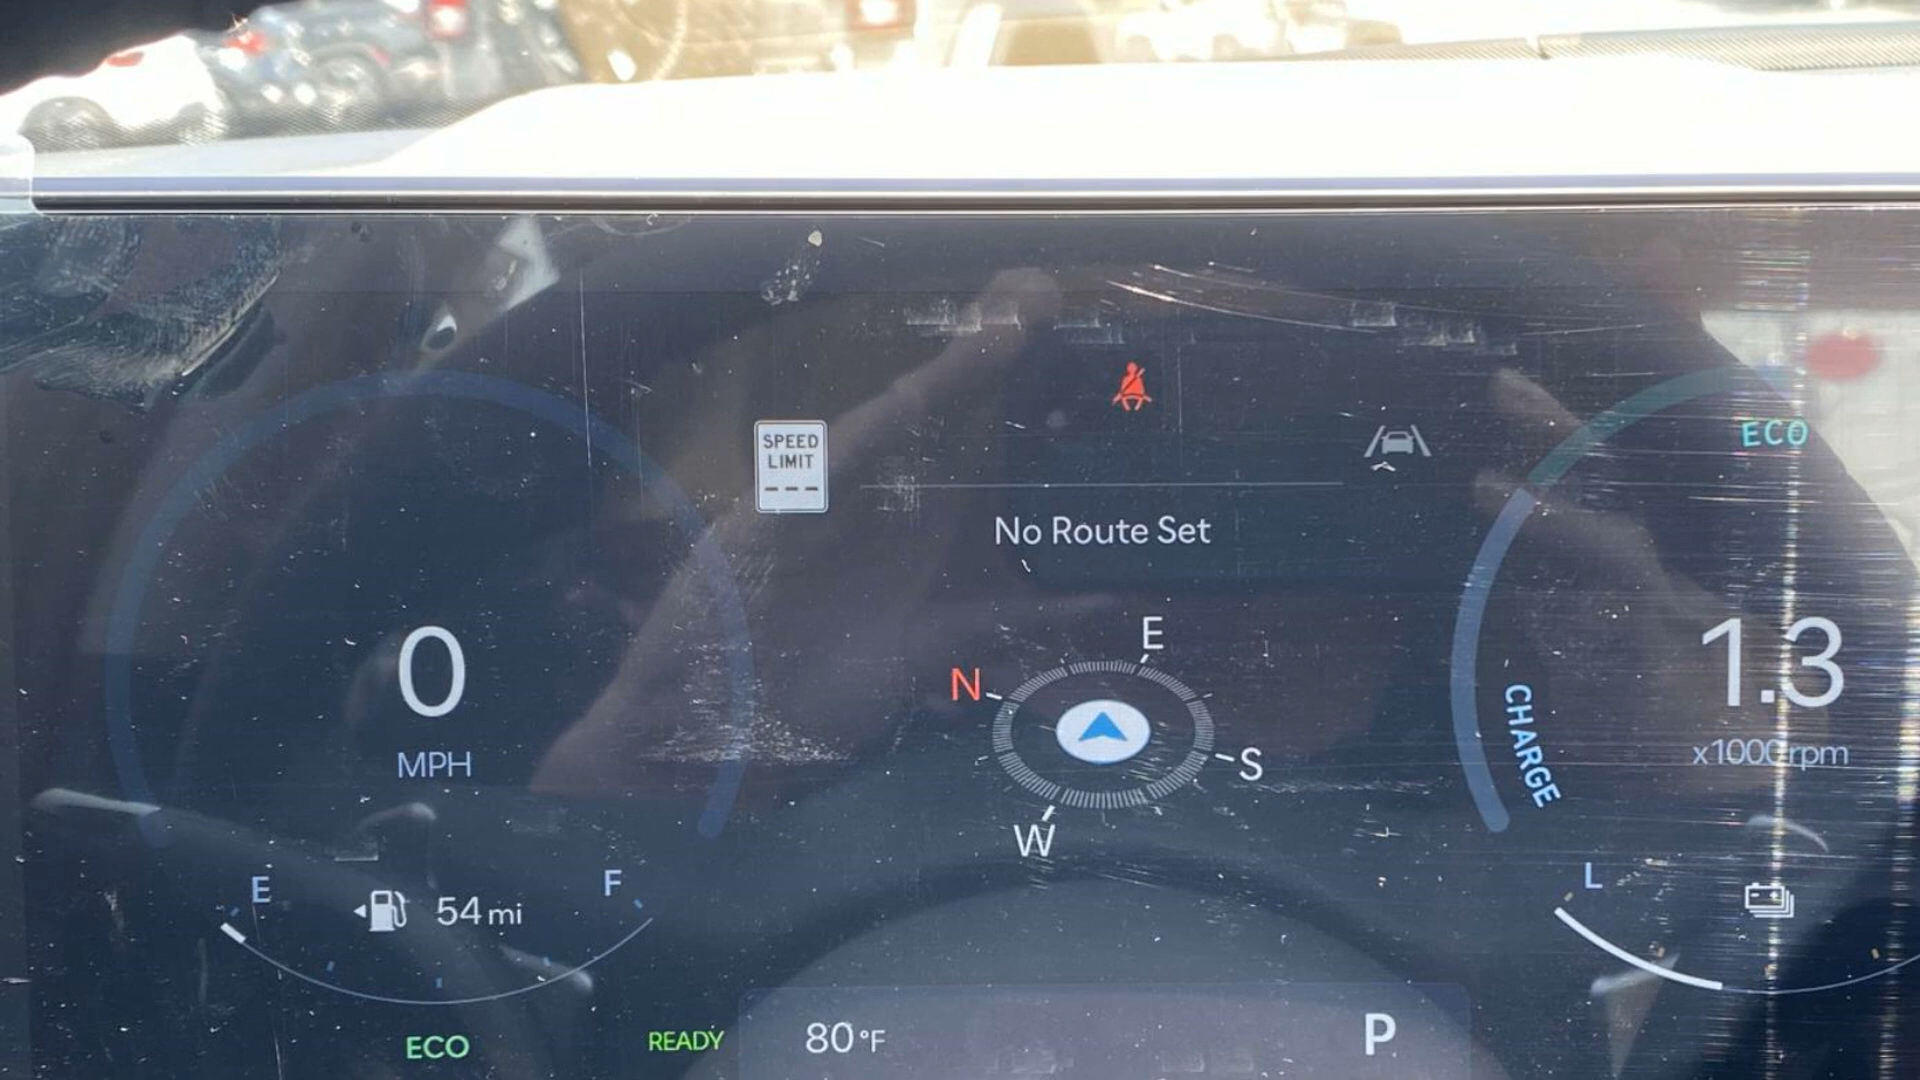 SPEED
LIMIT
---
ECO
No Route Set
E
N
S
W
0
MPH
1.3
x1000 rpm
CHARGE
E
F
54 mi
L
ECO
READY
80°F
P